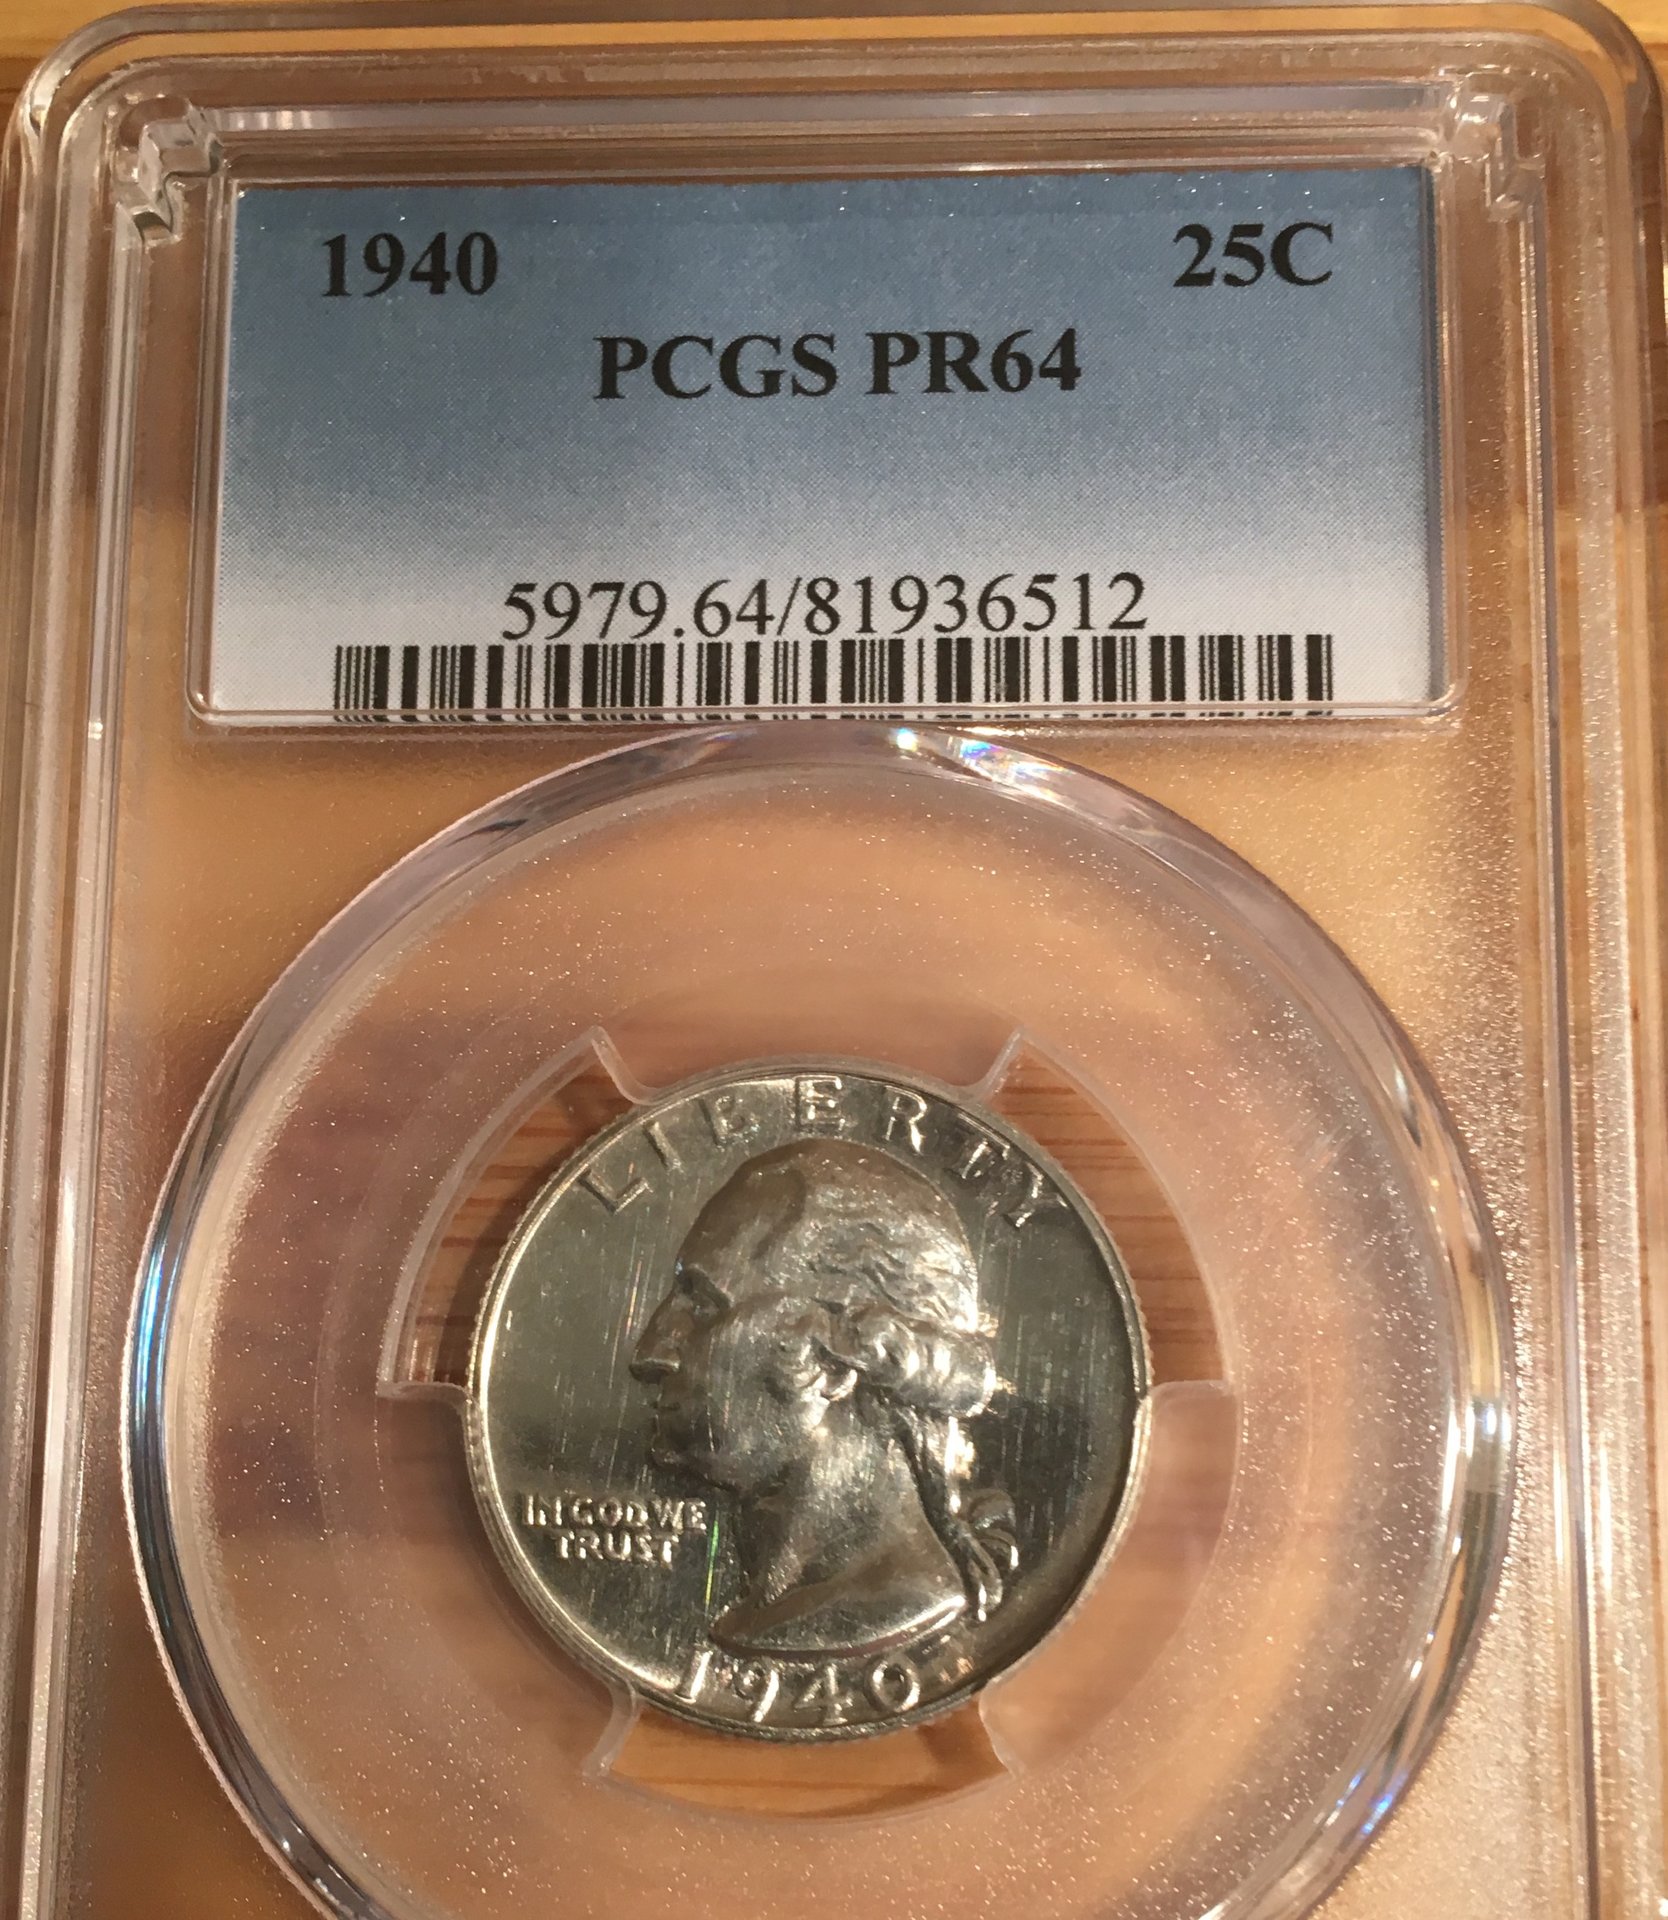 1940 25C
PCGS PR64
5979.64/81936512
LIBERTY
IN GOD WE
TRUST
1940